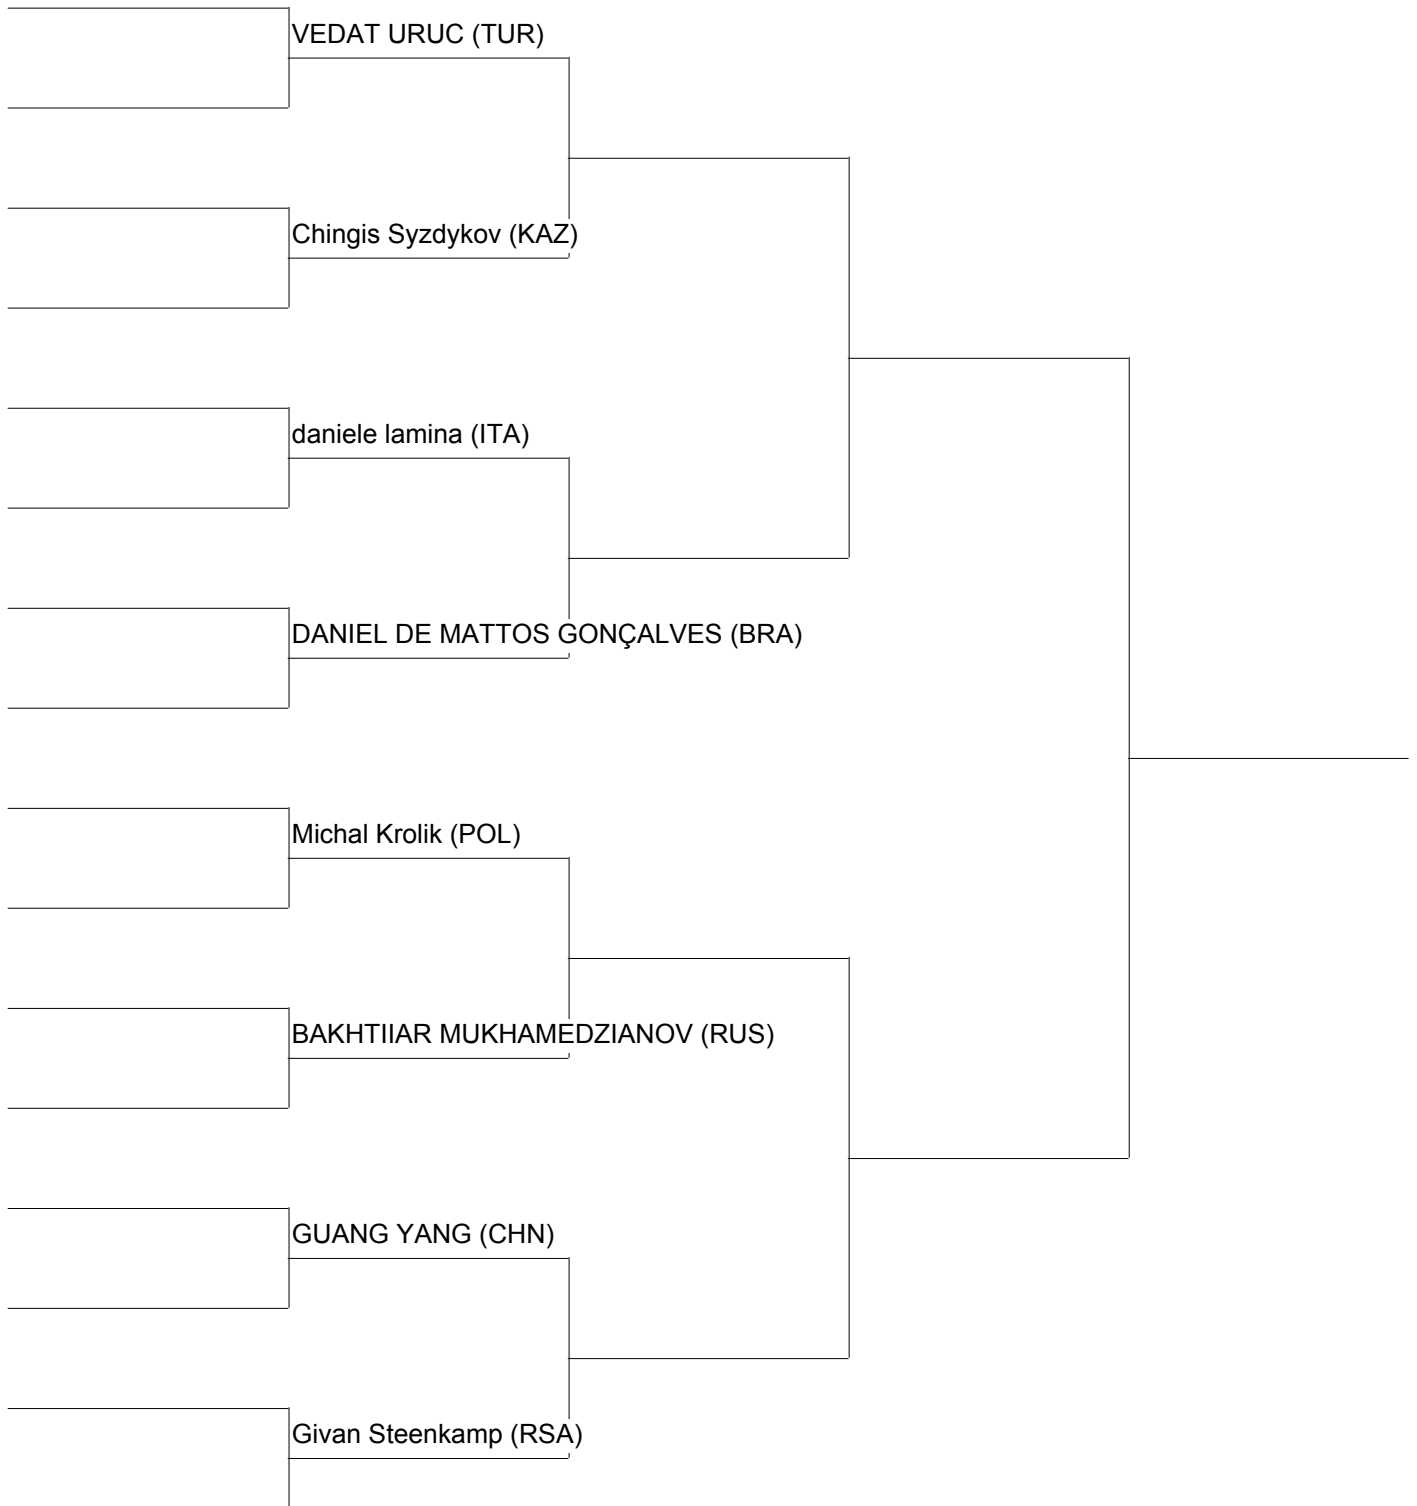 VEDAT URUC (TUR)
Chingis Syzdykov (KAZ)
daniele lamina (ITA)
DANIEL DE MATTOS GONÇALVES (BRA)
Michal Krolik (POL)
BAKHTIIAR MUKHAMEDZIANOV (RUS)
GUANG YANG (CHN)
Givan Steenkamp (RSA)